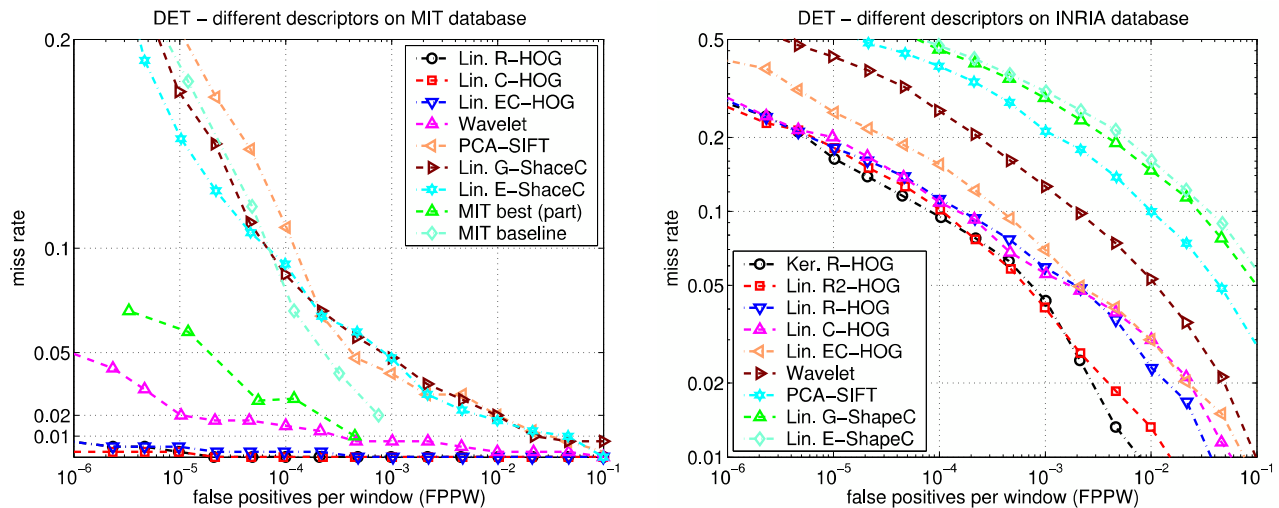 DET − different descriptors on MIT database
0.2
0.1
0.05
0.02
0.01
miss rate
10−6
10−5
10−4
10−3
10−2
10−1
false positives per window (FPPW)
Lin. R−HOG
Lin. C−HOG
Lin. EC−HOG
Wavelet
PCA−SIFT
Lin. G−ShaceC
Lin. E−ShaceC
MIT best (part)
MIT baseline
DET − different descriptors on INRIA database
0.5
0.2
0.1
0.05
0.02
0.01
miss rate
10−6
10−5
10−4
10−3
10−2
10−1
false positives per window (FPPW)
Ker. R−HOG
Lin. R2−HOG
Lin. R−HOG
Lin. C−HOG
Lin. EC−HOG
Wavelet
PCA−SIFT
Lin. G−ShapeC
Lin. E−ShapeC